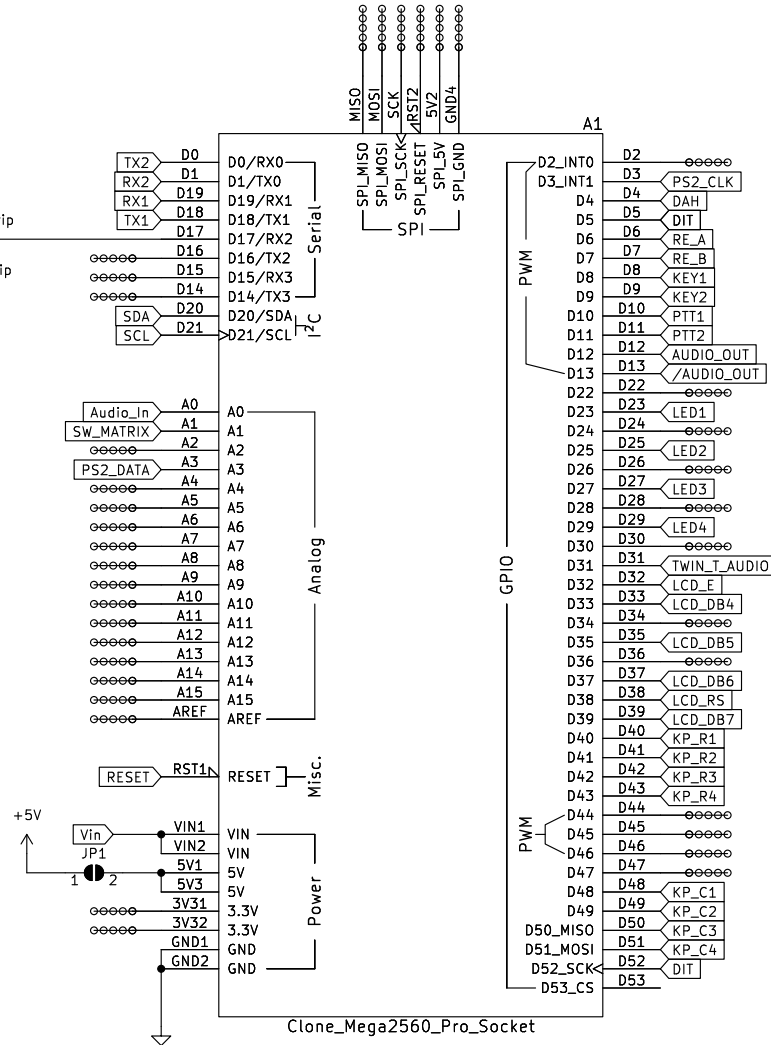 MISO MOSI SCK RST2 5V2 GND4
A1
SPI_MISO SPI_MOSI SPI_SCK SPI_RESET SPI_5V SPI_GND
SPI
TX2 D0 D0/RX0
RX2 D1 D1/TX0
RX1 D19 D19/RX1
TX1 D18 D18/TX1
D17 D17/RX2
D16 D16/TX2
D15 D15/RX3
D14 D14/TX3
SDA D20 D20/SDA
SCL D21 D21/SCL
Serial
I²C
Audio_In A0 A0
SW_MATRIX A1 A1
A2 A2
PS2_DATA A3 A3
A4 A4
A5 A5
A6 A6
A7 A7
A8 A8
A9 A9
A10 A10
A11 A11
A12 A12
A13 A13
A14 A14
A15 A15
AREF AREF
Analog
RESET RST1 RESET
Misc.
+5V
Vin VIN1 VIN
VIN2 VIN
JP1
1 2
5V1 5V
5V3 5V
3V31 3.3V
3V32 3.3V
GND1 GND
GND2 GND
Power
D2_INT0 D2
D3_INT1 D3 PS2_CLK
D4 D4 DAH
D5 D5 DIT
D6 D6 RE_A
D7 D7 RE_B
D8 D8 KEY1
D9 D9 KEY2
D10 D10 PTT1
D11 D11 PTT2
D12 D12 AUDIO_OUT
D13 D13 /AUDIO_OUT
PWM
D22 D22
D23 D23 LED1
D24 D24
D25 D25 LED2
D26 D26
D27 D27 LED3
D28 D28
D29 D29 LED4
D30 D30
D31 D31 TWIN_T_AUDIO
D32 D32 LCD_E
D33 D33 LCD_DB4
D34 D34
D35 D35 LCD_DB5
D36 D36
D37 D37 LCD_DB6
D38 D38 LCD_RS
D39 D39 LCD_DB7
D40 D40 KP_R1
D41 D41 KP_R2
D42 D42 KP_R3
D43 D43 KP_R4
D44 D44
D45 D45
D46 D46
PWM
D47 D47
D48 D48 KP_C1
D49 D49 KP_C2
D50_MISO D50 KP_C3
D51_MOSI D51 KP_C4
D52_SCK D52 DIT
D53_CS D53
GPIO
Clone_Mega2560_Pro_Socket